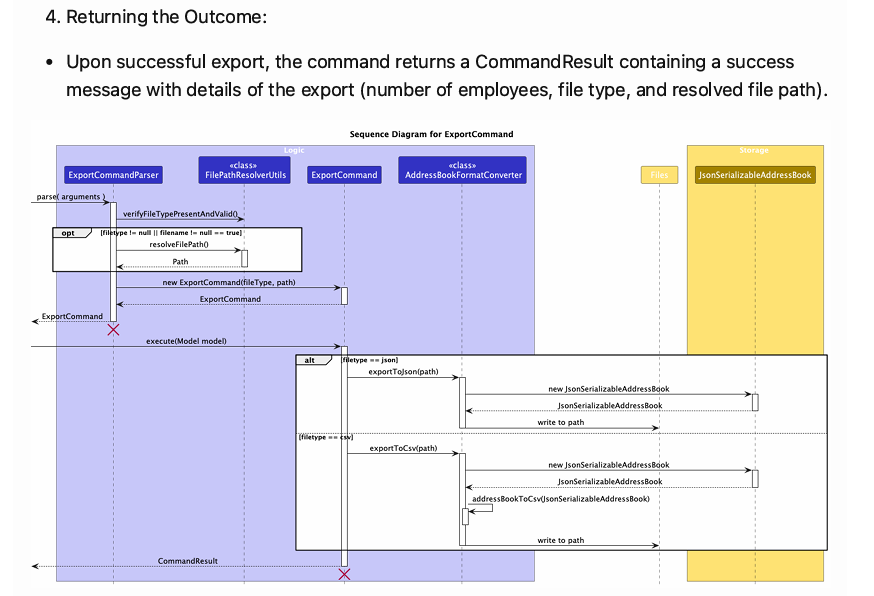 4. Returning the Outcome:
• Upon successful export, the command returns a CommandResult containing a success
message with details of the export (number of employees, file type, and resolved file path).
Sequence Diagram for ExportCommand
Logic
Storage
ExportCommandParser
«class»
FilePathResolverUtils
ExportCommand
«class»
AddressBookFormatConverter
Files
JsonSerializableAddressBook
parse( arguments )
verifyFileTypePresentAndValid()
opt
[filetype != null || filename != null == true]
resolveFilePath()
Path
new ExportCommand(fileType, path)
ExportCommand
ExportCommand
execute(Model model)
alt
[filetype == json]
exportToJson(path)
new JsonSerializableAddressBook
JsonSerializableAddressBook
write to path
[filetype == csv]
exportToCsv(path)
new JsonSerializableAddressBook
JsonSerializableAddressBook
addressBookToCsv(JsonSerializableAddressBook)
write to path
CommandResult